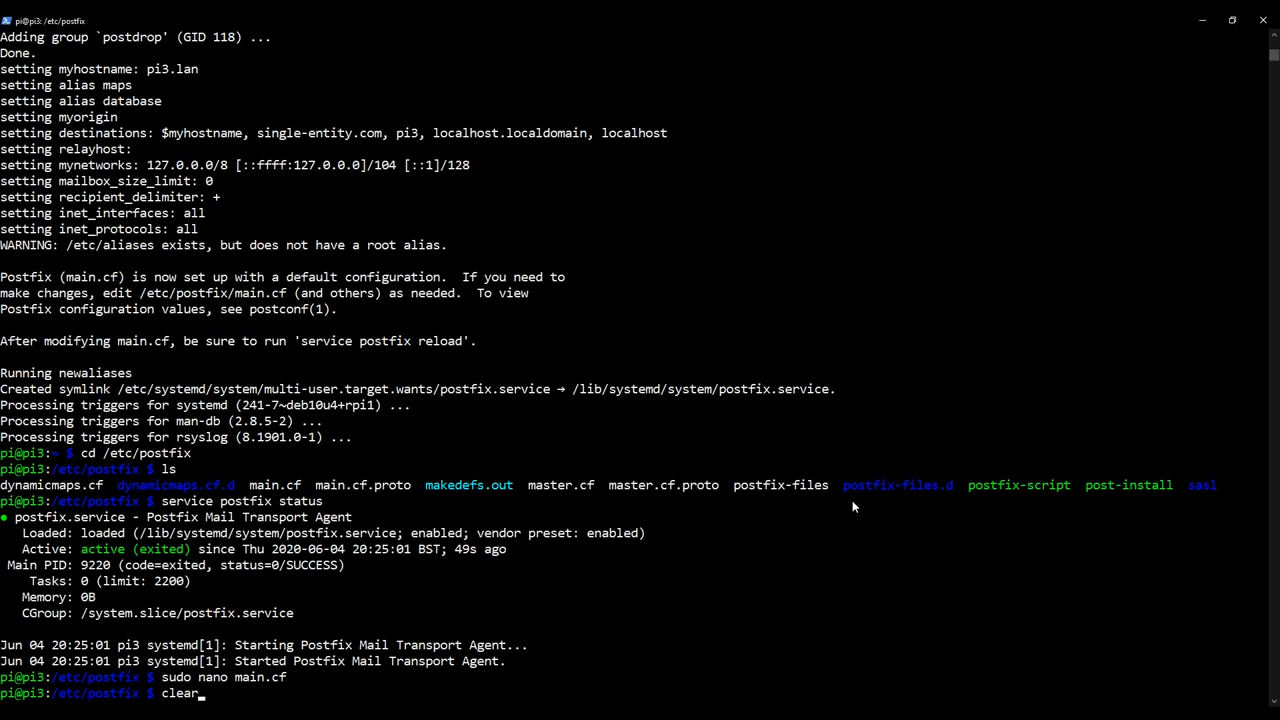 pi@pi3: /etc/postfix
Adding group `postdrop' (GID 118) ...
Done.
setting myhostname: pi3.lan
setting alias maps
setting alias database
setting myorigin
setting destinations: $myhostname, single-entity.com, pi3, localhost.localdomain, localhost
setting relayhost:
setting mynetworks: 127.0.0.0/8 [::ffff:127.0.0.0]/104 [::1]/128
setting mailbox_size_limit: 0
setting recipient_delimiter: +
setting inet_interfaces: all
setting inet_protocols: all
WARNING: /etc/aliases exists, but does not have a root alias.
Postfix (main.cf) is now set up with a default configuration.  If you need to
make changes, edit /etc/postfix/main.cf (and others) as needed.  To view
Postfix configuration values, see postconf(1).
After modifying main.cf, be sure to run 'service postfix reload'.
Running newaliases
Created symlink /etc/systemd/system/multi-user.target.wants/postfix.service → /lib/systemd/system/postfix.service.
Processing triggers for systemd (241-7~deb10u4+rpi1) ...
Processing triggers for man-db (2.8.5-2) ...
Processing triggers for rsyslog (8.1901.0-1) ...
pi@pi3:~ $ cd /etc/postfix
pi@pi3:/etc/postfix $ ls
dynamicmaps.cf  dynamicmaps.cf.d  main.cf  main.cf.proto  makedefs.out  master.cf  master.cf.proto  postfix-files  postfix-files.d  postfix-script  post-install  sasl
pi@pi3:/etc/postfix $ service postfix status
● postfix.service - Postfix Mail Transport Agent
   Loaded: loaded (/lib/systemd/system/postfix.service; enabled; vendor preset: enabled)
   Active: active (exited) since Thu 2020-06-04 20:25:01 BST; 49s ago
 Main PID: 9220 (code=exited, status=0/SUCCESS)
    Tasks: 0 (limit: 2200)
   Memory: 0B
   CGroup: /system.slice/postfix.service
Jun 04 20:25:01 pi3 systemd[1]: Starting Postfix Mail Transport Agent...
Jun 04 20:25:01 pi3 systemd[1]: Started Postfix Mail Transport Agent.
pi@pi3:/etc/postfix $ sudo nano main.cf
pi@pi3:/etc/postfix $ clear